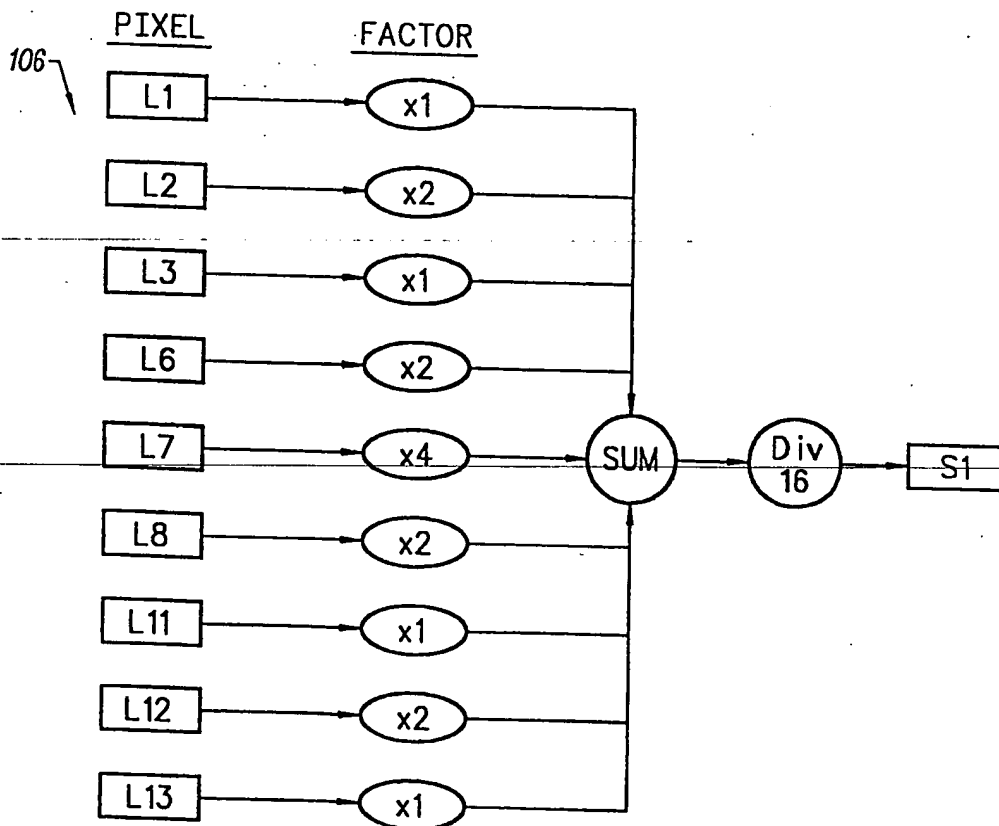 PIXEL FACTOR
106
L1 x1
L2 x2
L3 x1
L6 x2
L7 x4 SUM Div 16 S1
L8 x2
L11 x1
L12 x2
L13 x1